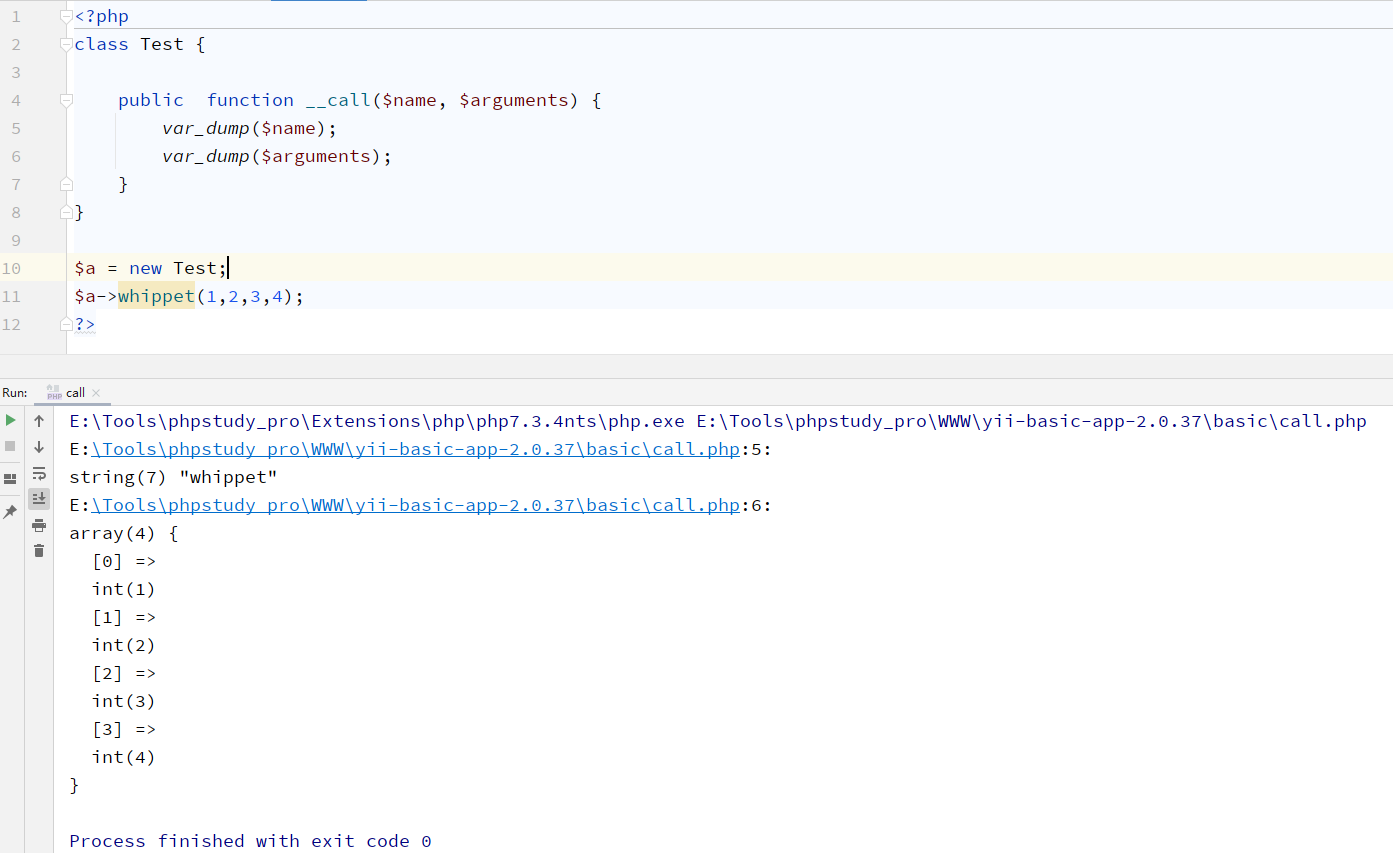 1 <?php
2 class Test {
3
4 public  function __call($name, $arguments) {
5 var_dump($name);
6 var_dump($arguments);
7 }
8 }
9
10 $a = new Test;
11 $a->whippet(1,2,3,4);
12 ?>
Run: call
E:\Tools\phpstudy_pro\Extensions\php\php7.3.4nts\php.exe E:\Tools\phpstudy_pro\WWW\yii-basic-app-2.0.37\basic\call.php
E:\Tools\phpstudy_pro\WWW\yii-basic-app-2.0.37\basic\call.php:5:
string(7) "whippet"
E:\Tools\phpstudy_pro\WWW\yii-basic-app-2.0.37\basic\call.php:6:
array(4) {
[0] =>
int(1)
[1] =>
int(2)
[2] =>
int(3)
[3] =>
int(4)
}
Process finished with exit code 0